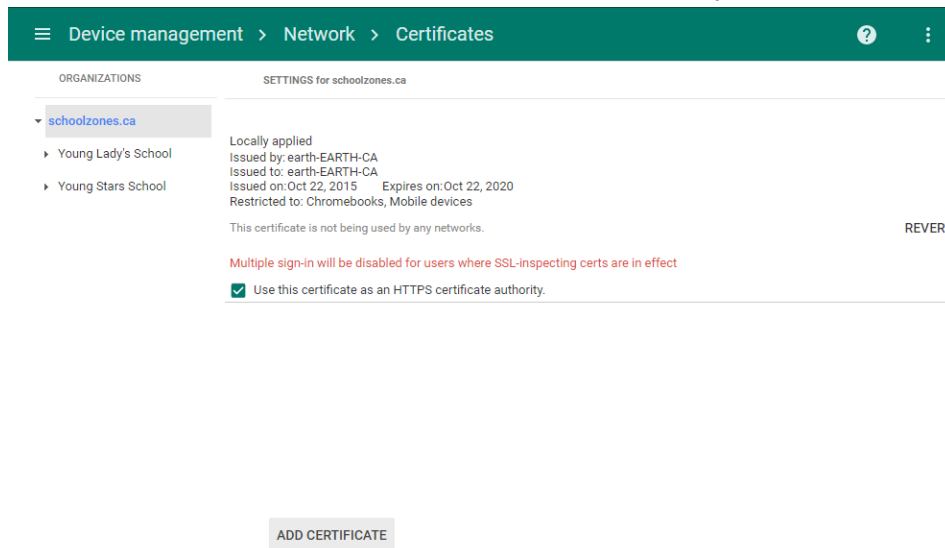 Device management > Network > Certificates
ORGANIZATIONS
SETTINGS for schoolzones.ca
schoolzones.ca
Young Lady's School
Young Stars School
Locally applied
Issued by: earth-EARTH-CA
Issued to: earth-EARTH-CA
Issued on:Oct 22, 2015 Expires on:Oct 22, 2020
Restricted to: Chromebooks, Mobile devices
This certificate is not being used by any networks.
REVER
Multiple sign-in will be disabled for users where SSL-inspecting certs are in effect
Use this certificate as an HTTPS certificate authority.
ADD CERTIFICATE